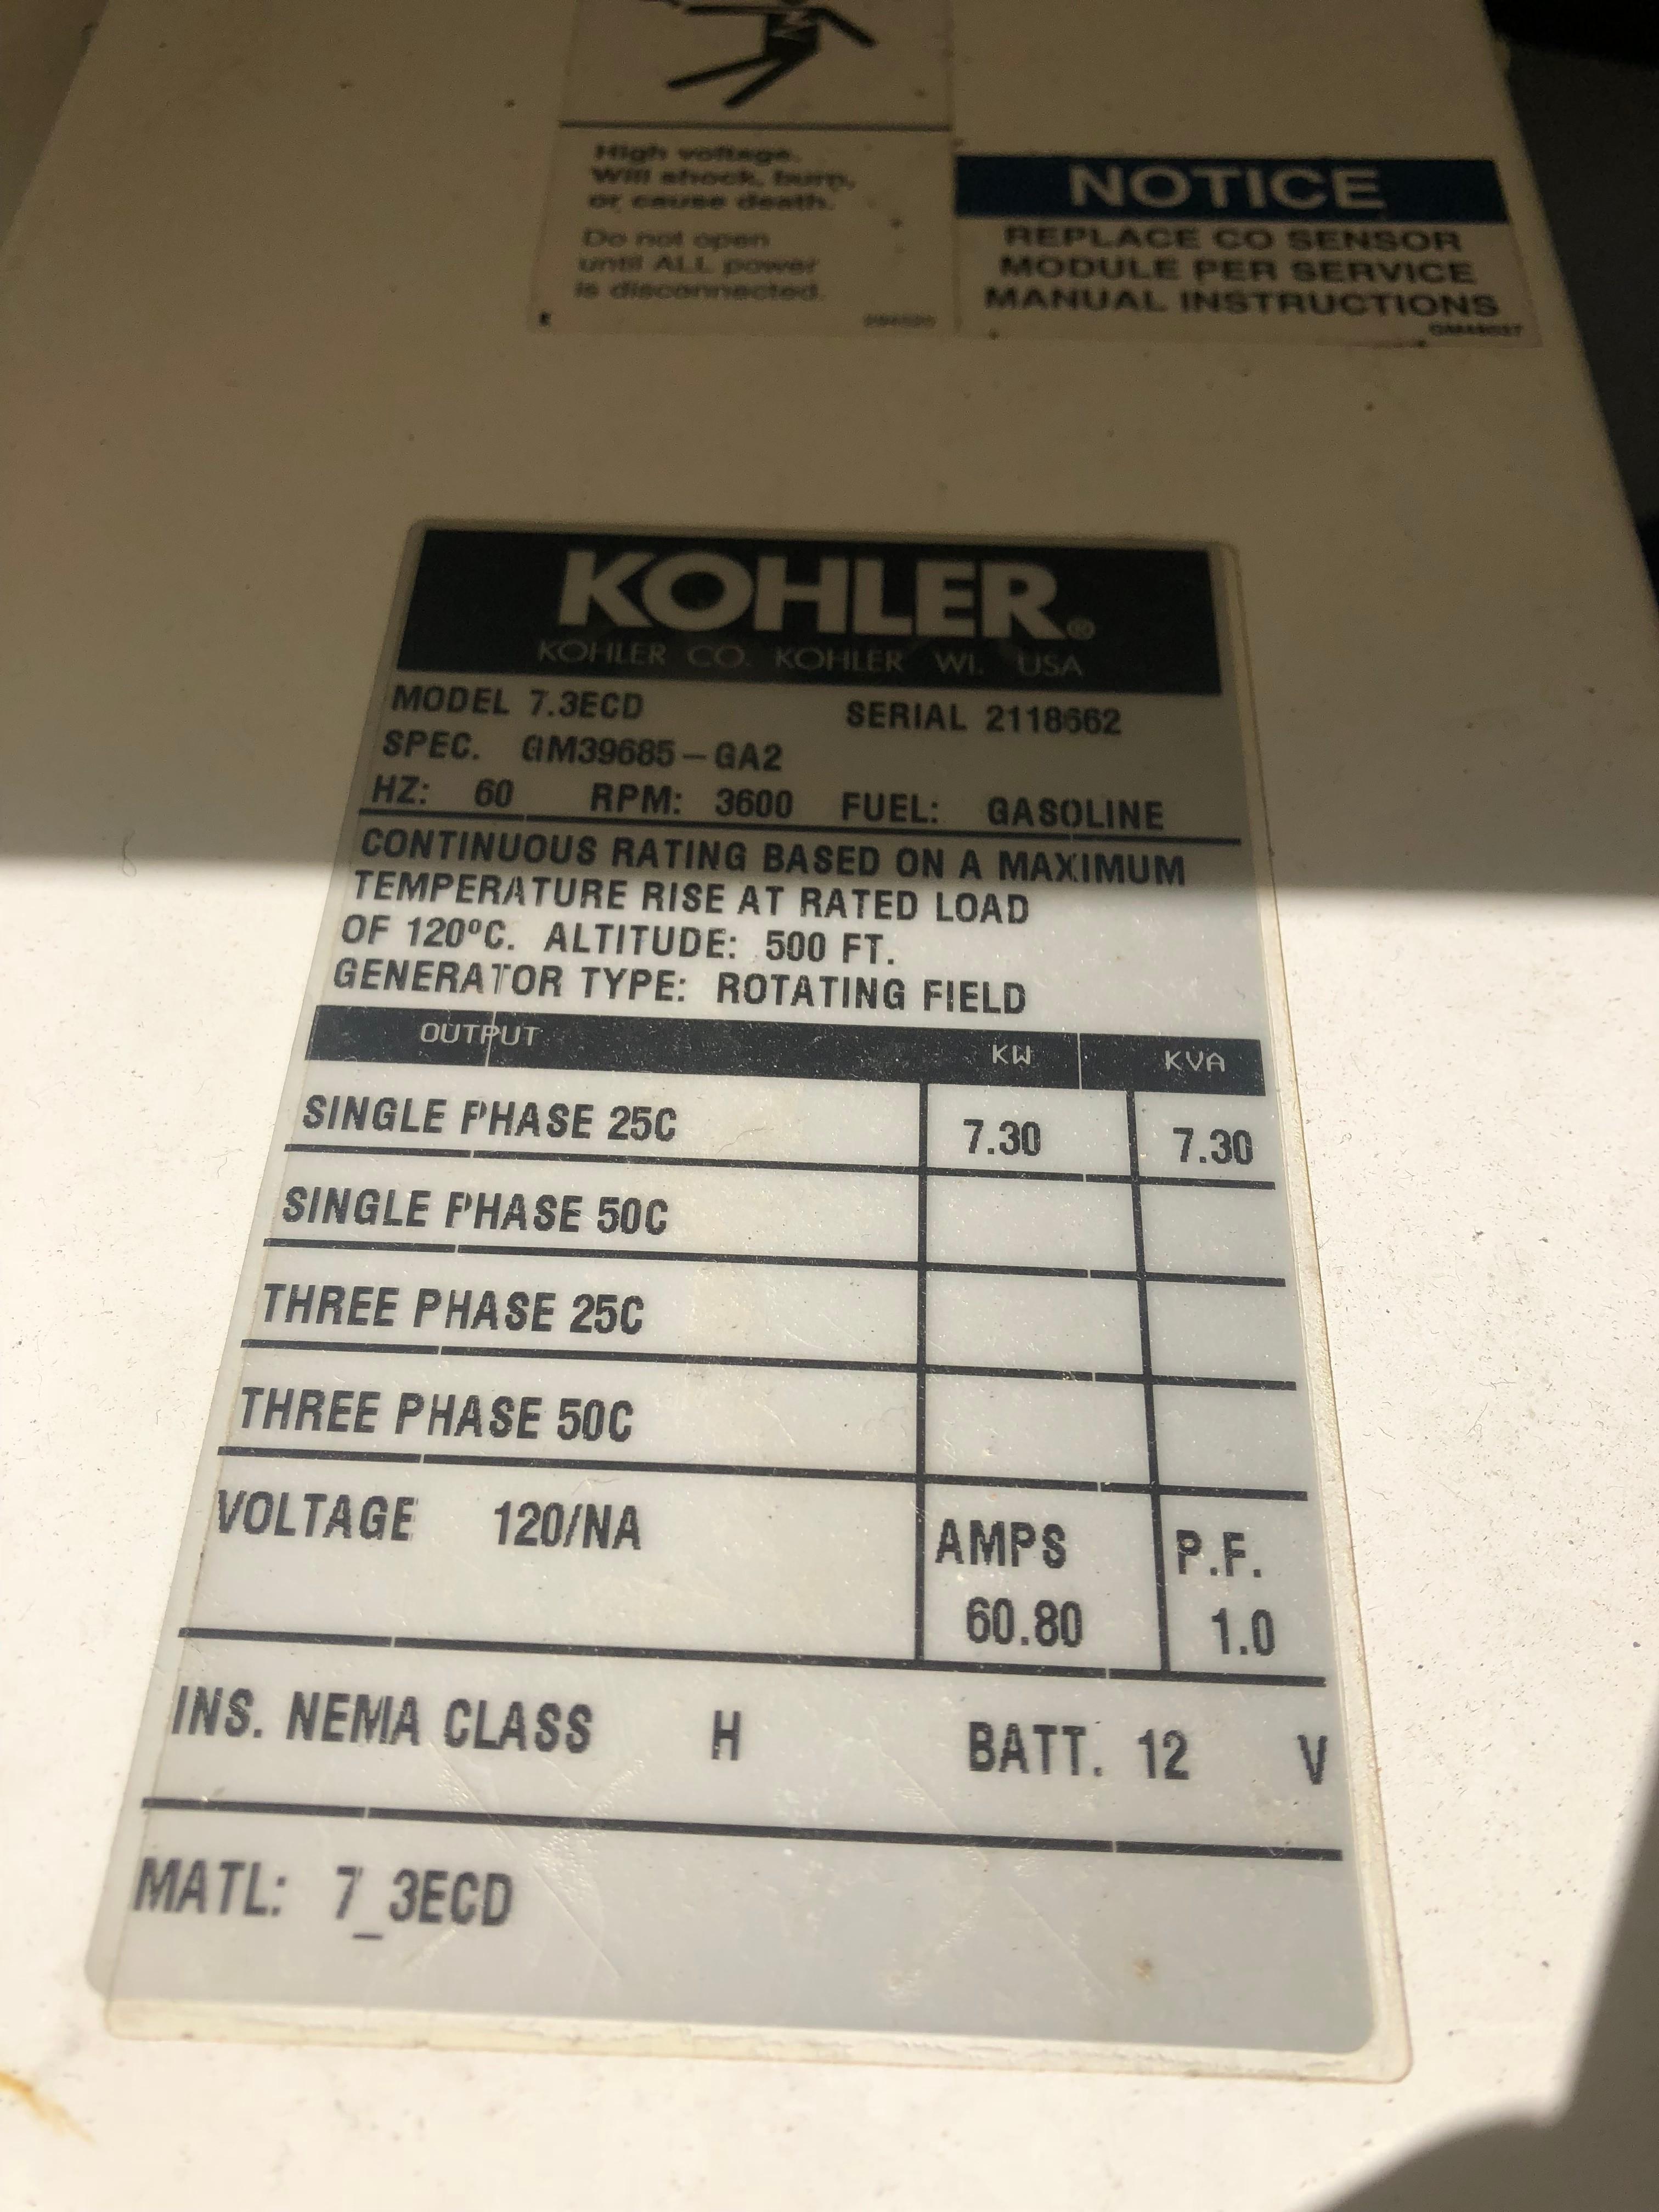 High voltage.
Will shock, burn,
or cause death.
Do not open
until ALL power
is disconnected.
NOTICE
REPLACE CO SENSOR
MODULE PER SERVICE
MANUAL INSTRUCTIONS
KOHLER®
KOHLER CO. KOHLER WI. USA
MODEL 7.3ECD SERIAL 2118662
SPEC. GM39685-GA2
HZ: 60 RPM: 3600 FUEL: GASOLINE
CONTINUOUS RATING BASED ON A MAXIMUM
TEMPERATURE RISE AT RATED LOAD
OF 120ºC. ALTITUDE: 500 FT.
GENERATOR TYPE: ROTATING FIELD
OUTPUT KW KVA
SINGLE PHASE 25C 7.30 7.30
SINGLE PHASE 50C
THREE PHASE 25C
THREE PHASE 50C
VOLTAGE 120/NA AMPS P.F.
60.80 1.0
INS. NEMA CLASS H BATT. 12 V
MATL: 7_3ECD